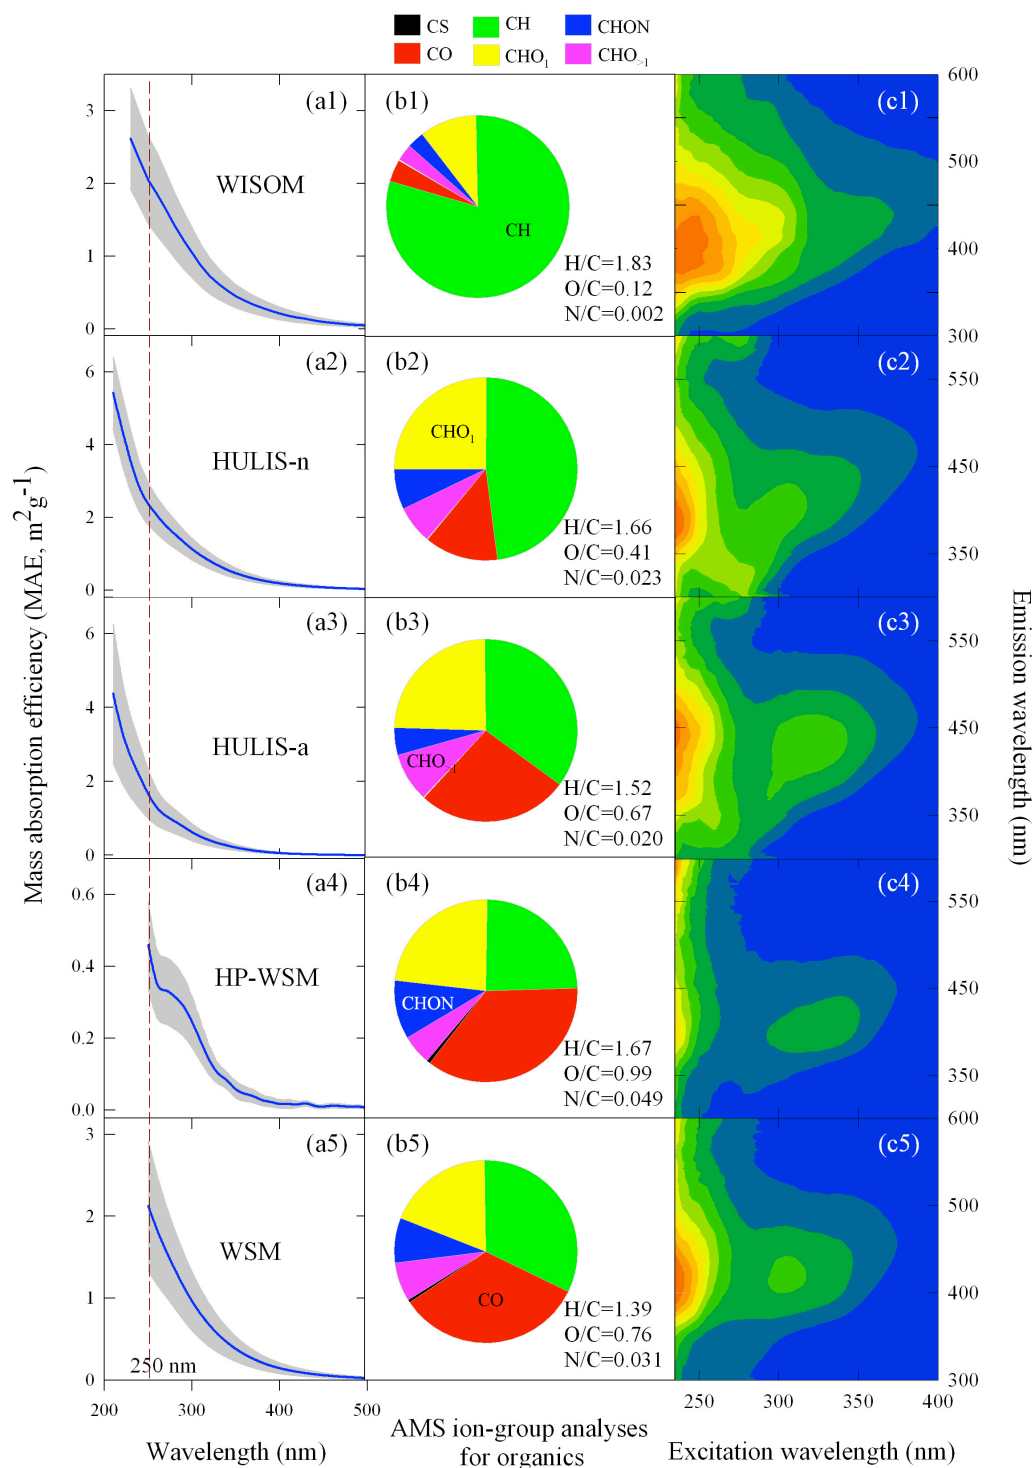 CS CH CHON
CO CHO₁ CHO>₁
Mass absorption efficiency (MAE, m² g⁻¹)
(a1)
WISOM
3
2
1
0
(b1)
CH
H/C=1.83
O/C=0.12
N/C=0.002
(c1)
600
500
400
300
(a2)
HULIS-n
6
4
2
0
(b2)
CHO₁
H/C=1.66
O/C=0.41
N/C=0.023
(c2)
550
450
350
(a3)
HULIS-a
6
4
2
0
(b3)
CHO>₁
H/C=1.52
O/C=0.67
N/C=0.020
(c3)
550
450
350
(a4)
HP-WSM
0.6
0.4
0.2
0.0
(b4)
CHON
H/C=1.67
O/C=0.99
N/C=0.049
(c4)
550
450
350
(a5)
WSM
3
2
1
0
250 nm
(b5)
CO
H/C=1.39
O/C=0.76
N/C=0.031
(c5)
600
500
400
300
Emission wavelength (nm)
200 300 400 500
250 300 350 400
Wavelength (nm)
AMS ion-group analyses
for organics
Excitation wavelength (nm)